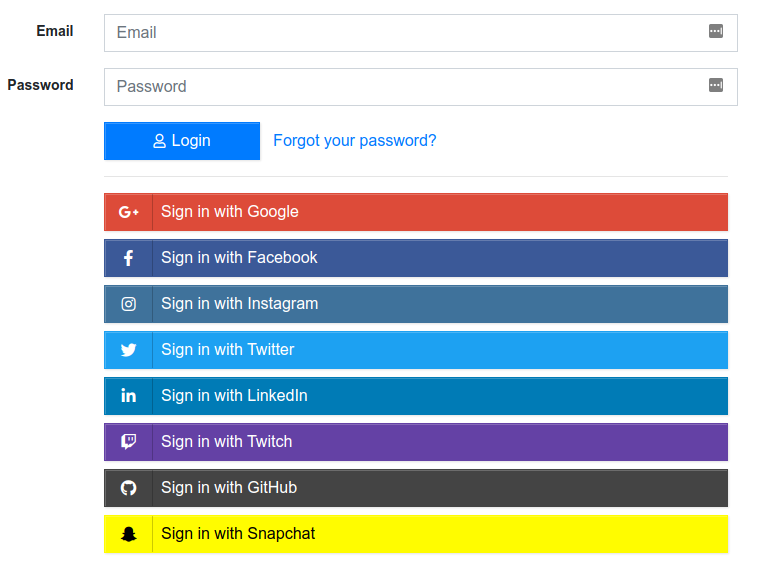 Email Email
Password Password
Login Forgot your password?
G+ Sign in with Google
Sign in with Facebook
Sign in with Instagram
Sign in with Twitter
in Sign in with LinkedIn
Sign in with Twitch
Sign in with GitHub
Sign in with Snapchat